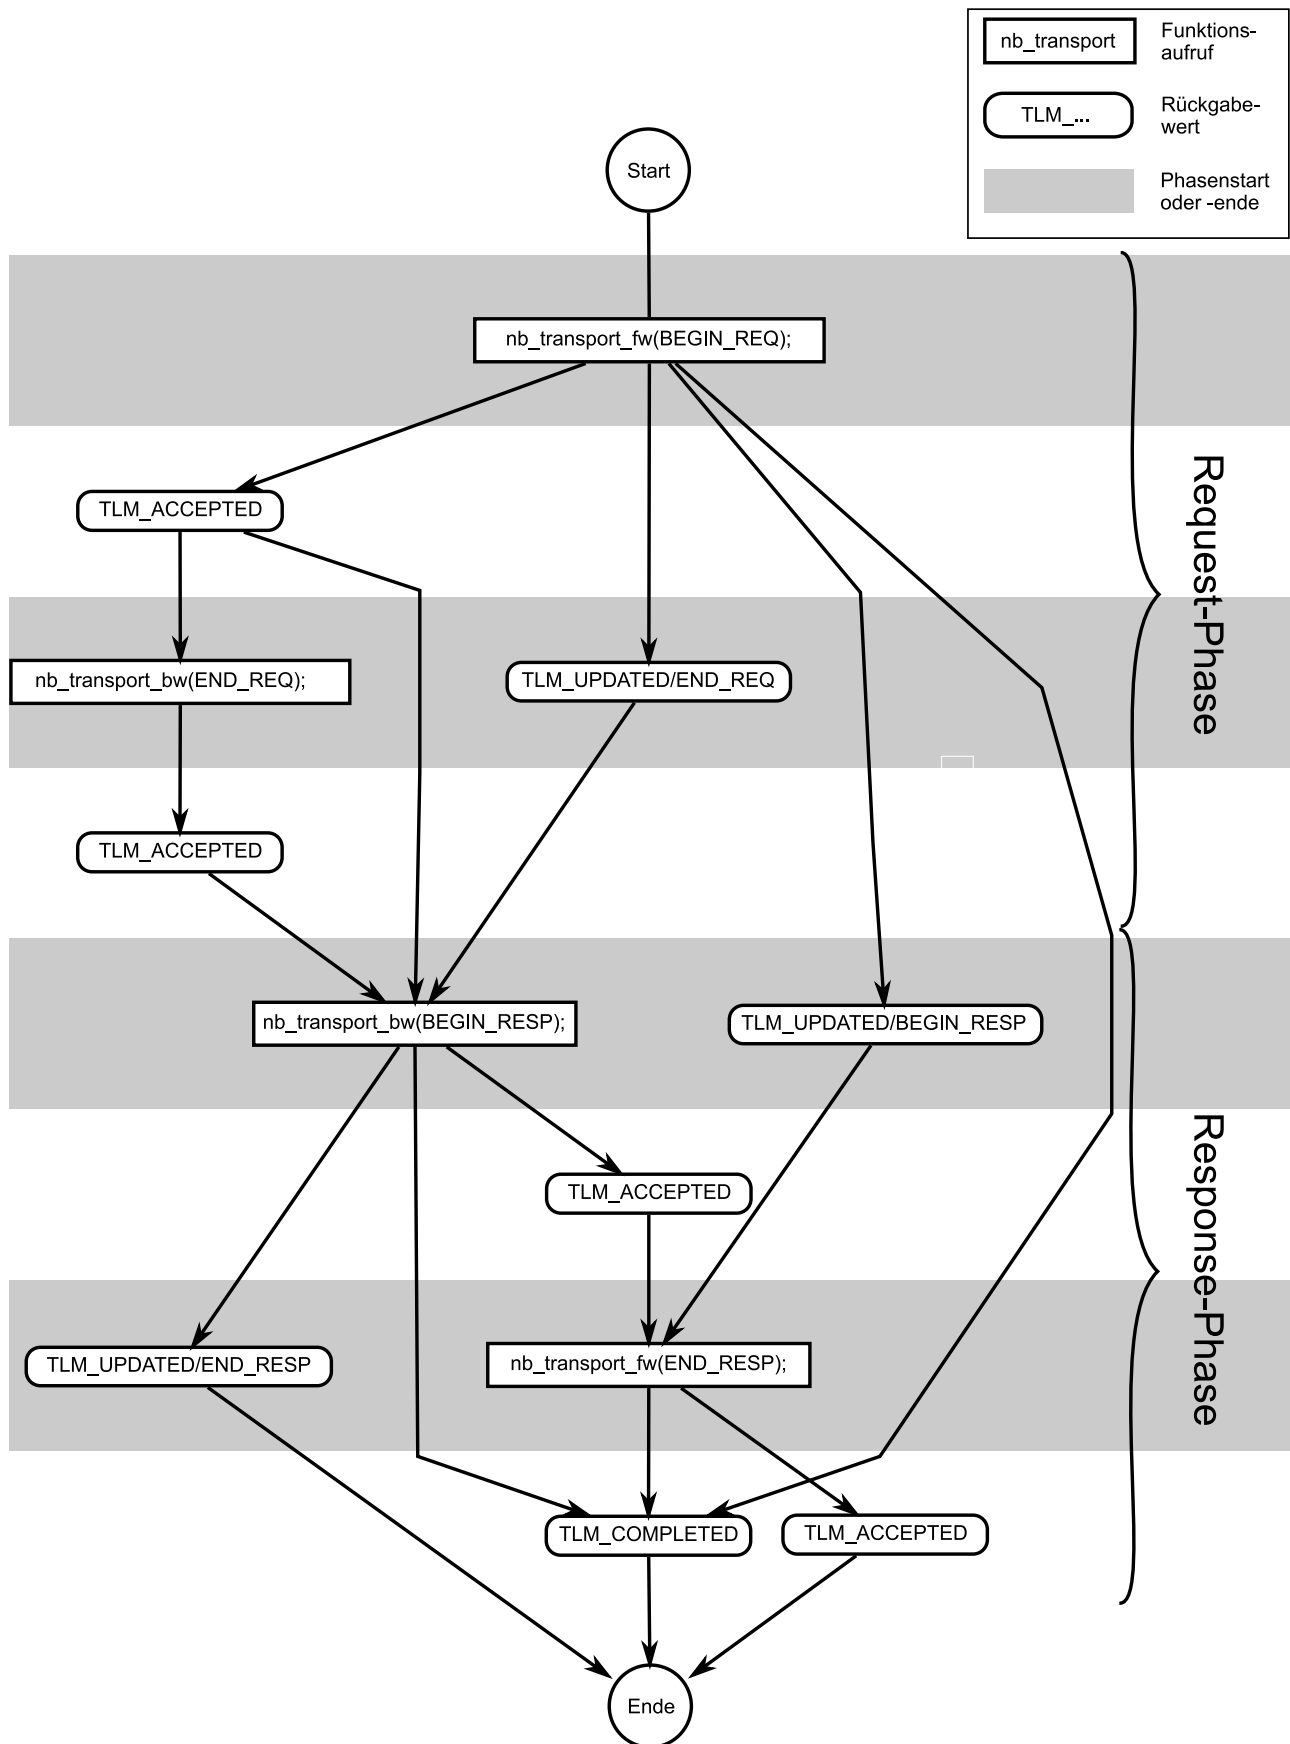 nb_transport
Funktions-
aufruf
TLM_...
Rückgabe-
wert
Phasenstart
oder -ende
Start
nb_transport_fw(BEGIN_REQ);
TLM_ACCEPTED
Request-Phase
nb_transport_bw(END_REQ);
TLM_UPDATED/END_REQ
TLM_ACCEPTED
nb_transport_bw(BEGIN_RESP);
TLM_UPDATED/BEGIN_RESP
TLM_ACCEPTED
Response-Phase
TLM_UPDATED/END_RESP
nb_transport_fw(END_RESP);
TLM_COMPLETED
TLM_ACCEPTED
Ende